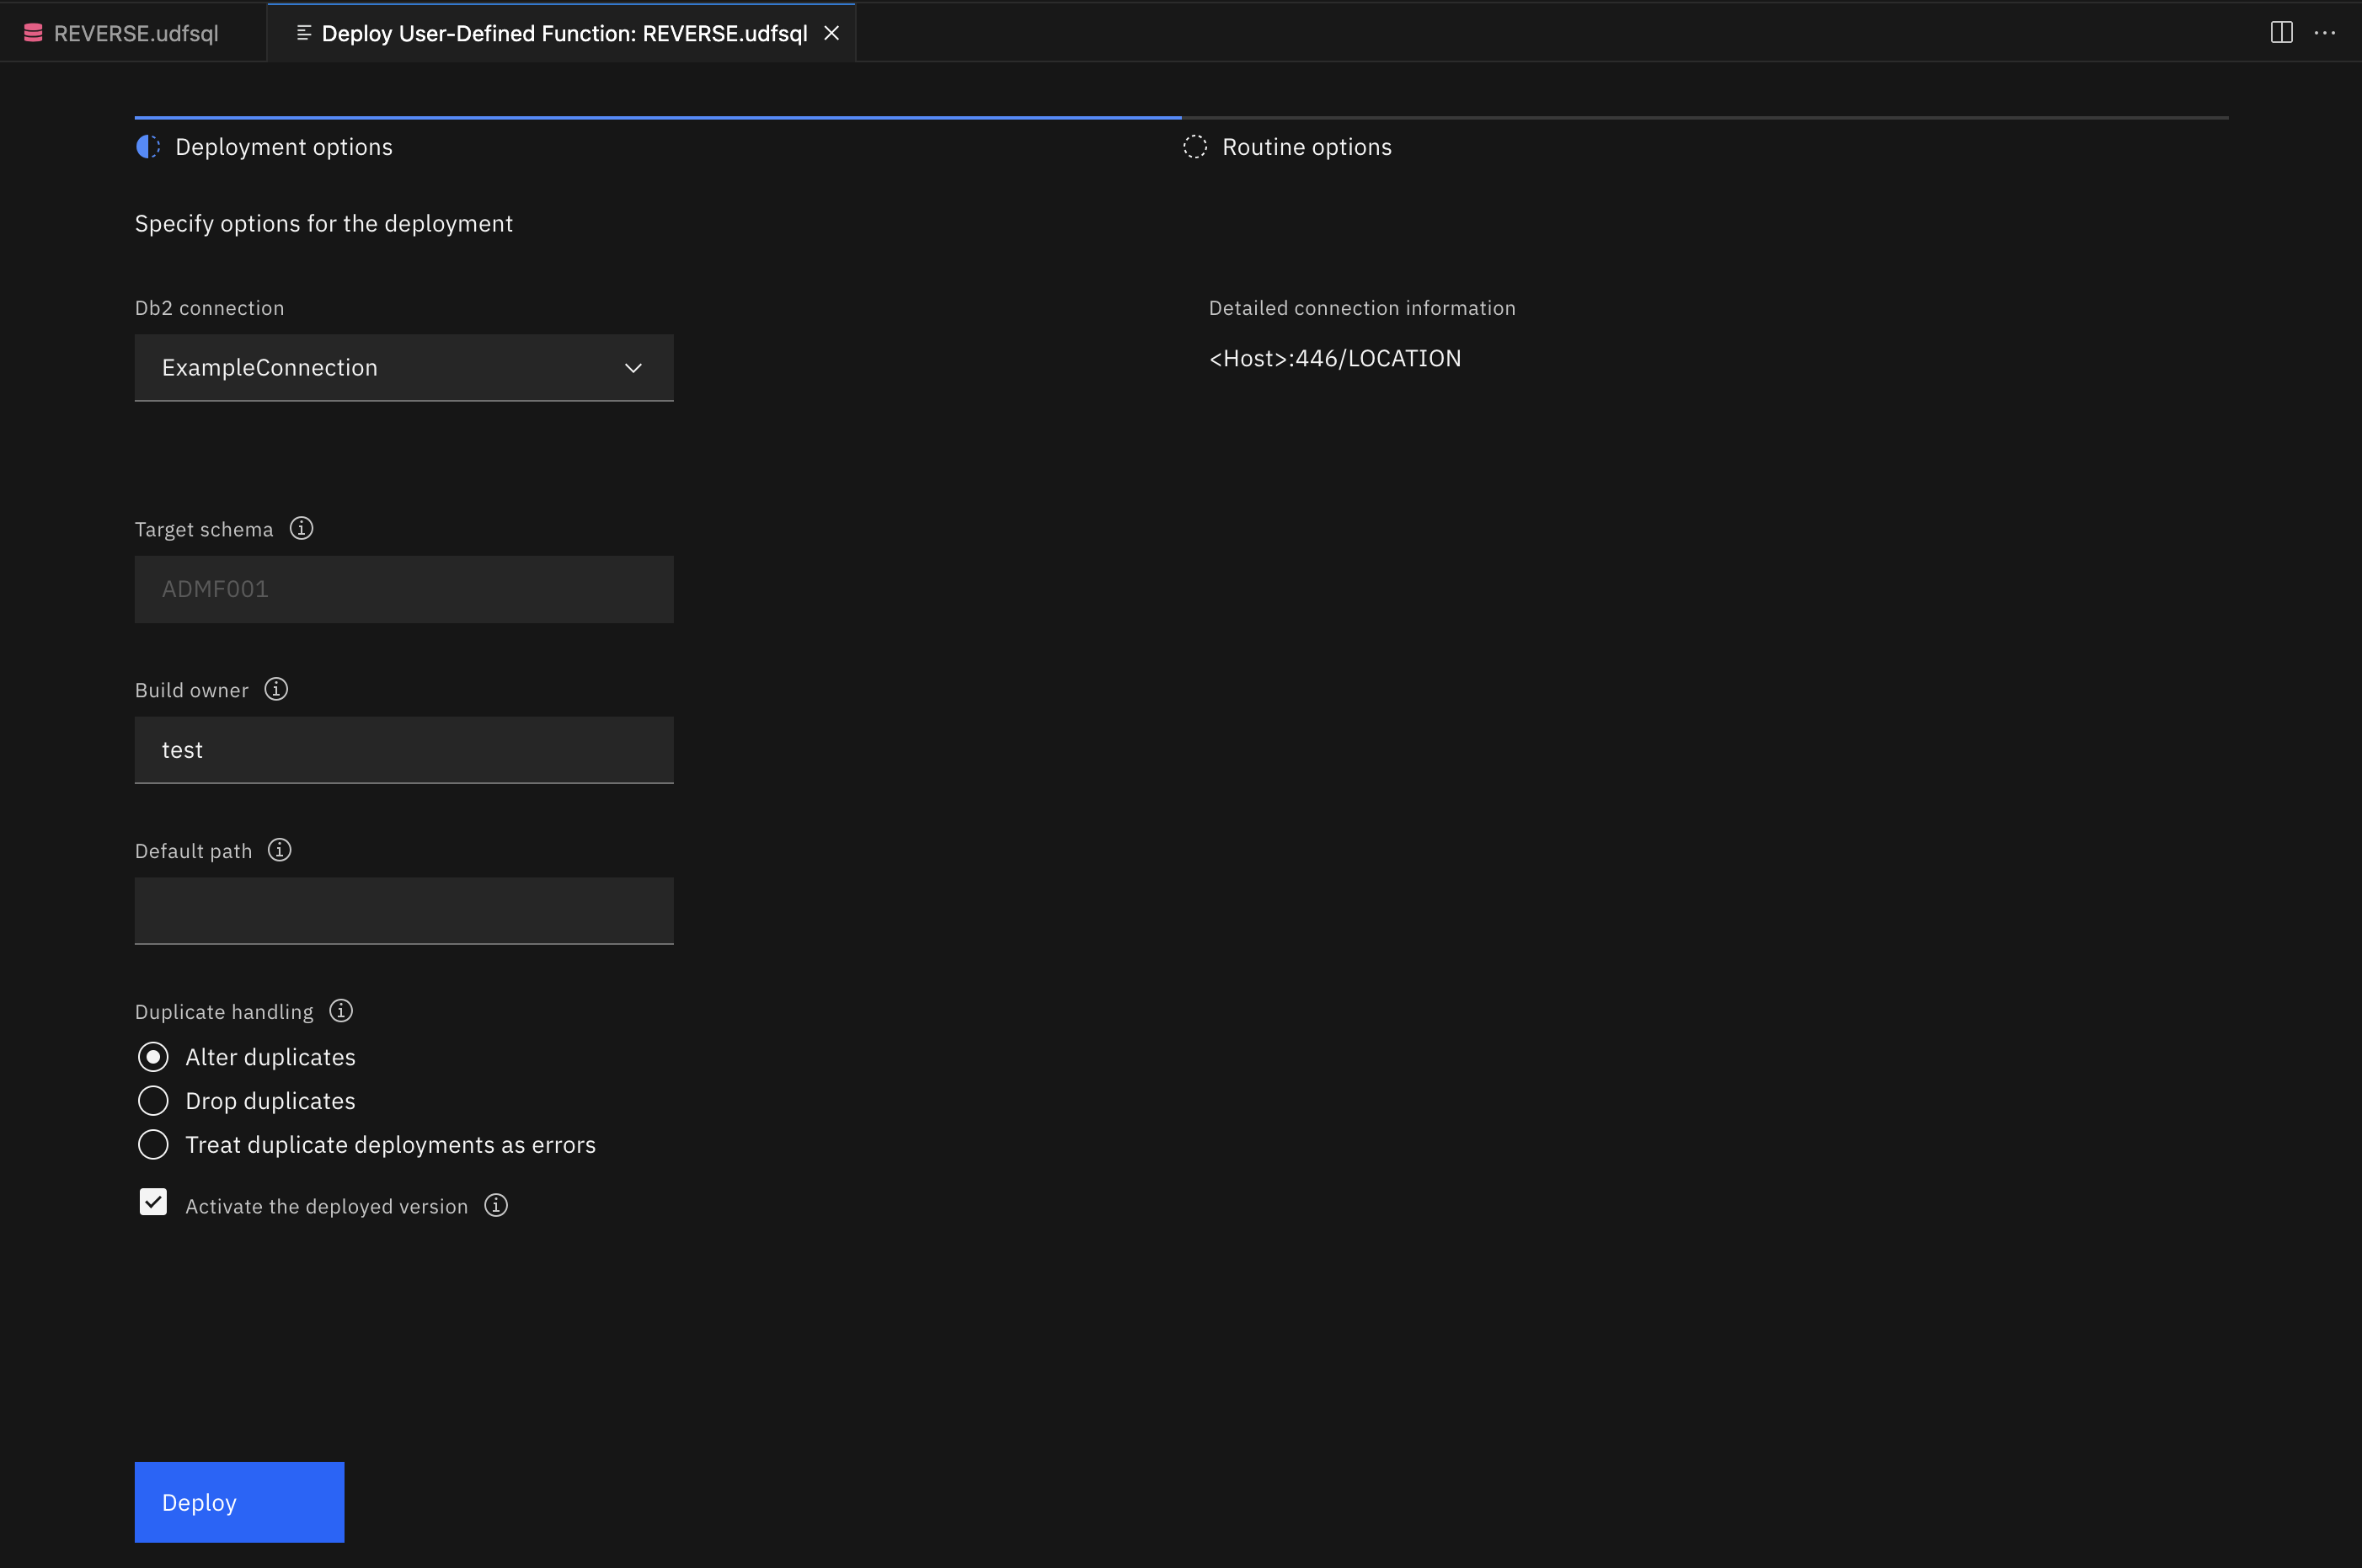 REVERSE.udfsql
Deploy User-Defined Function: REVERSE.udfsql
Deployment options
Routine options
Specify options for the deployment
Db2 connection
Detailed connection information
ExampleConnection
<Host>:446/LOCATION
Target schema
ADMF001
Build owner
test
Default path
Duplicate handling
Alter duplicates
Drop duplicates
Treat duplicate deployments as errors
Activate the deployed version
Deploy